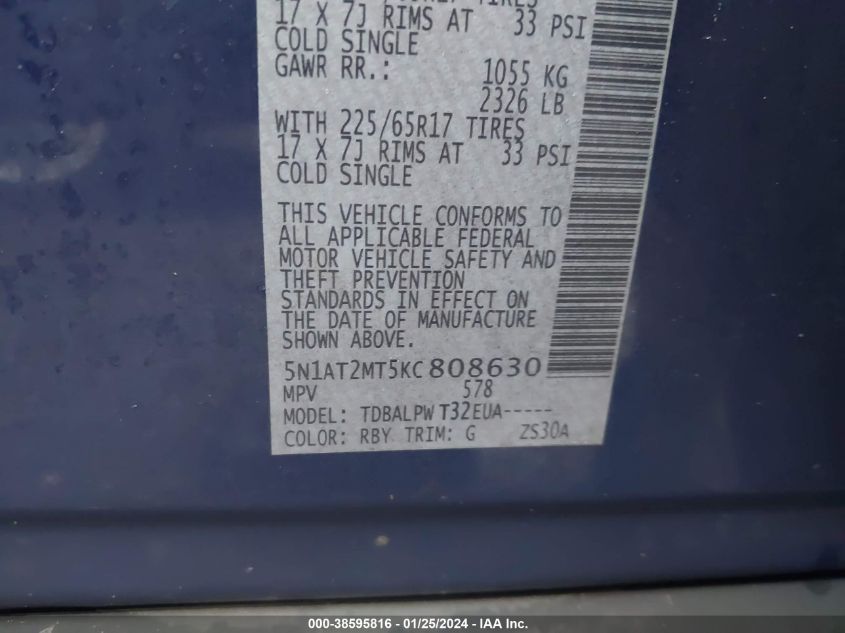 TIRES
17 X 7J RIMS AT 33 PSI
COLD SINGLE
GAWR RR.: 1055 KG
2326 LB
WITH 225/65R17 TIRES
17 X 7J RIMS AT 33 PSI
COLD SINGLE
THIS VEHICLE CONFORMS TO
ALL APPLICABLE FEDERAL
MOTOR VEHICLE SAFETY AND
THEFT PREVENTION
STANDARDS IN EFFECT ON
THE DATE OF MANUFACTURE
SHOWN ABOVE.
5N1AT2MT5KC808630
MPV 578
MODEL: TDBALPWT32EUA-----
COLOR: RBY TRIM: G ZS30A
000-38595816 - 01/25/2024 - IAA Inc.